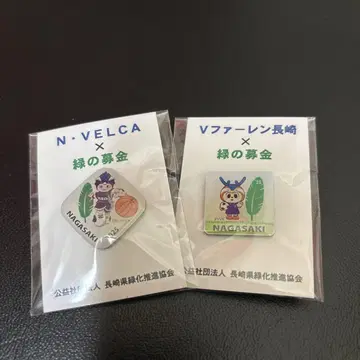 N・VELCA
×
緑の募金
NAGASAKI
公益社団法人 長崎県緑化推進協会
Vファーレン長崎
×
緑の募金
NAGASAKI
公益社団法人 長崎県緑化推進協会